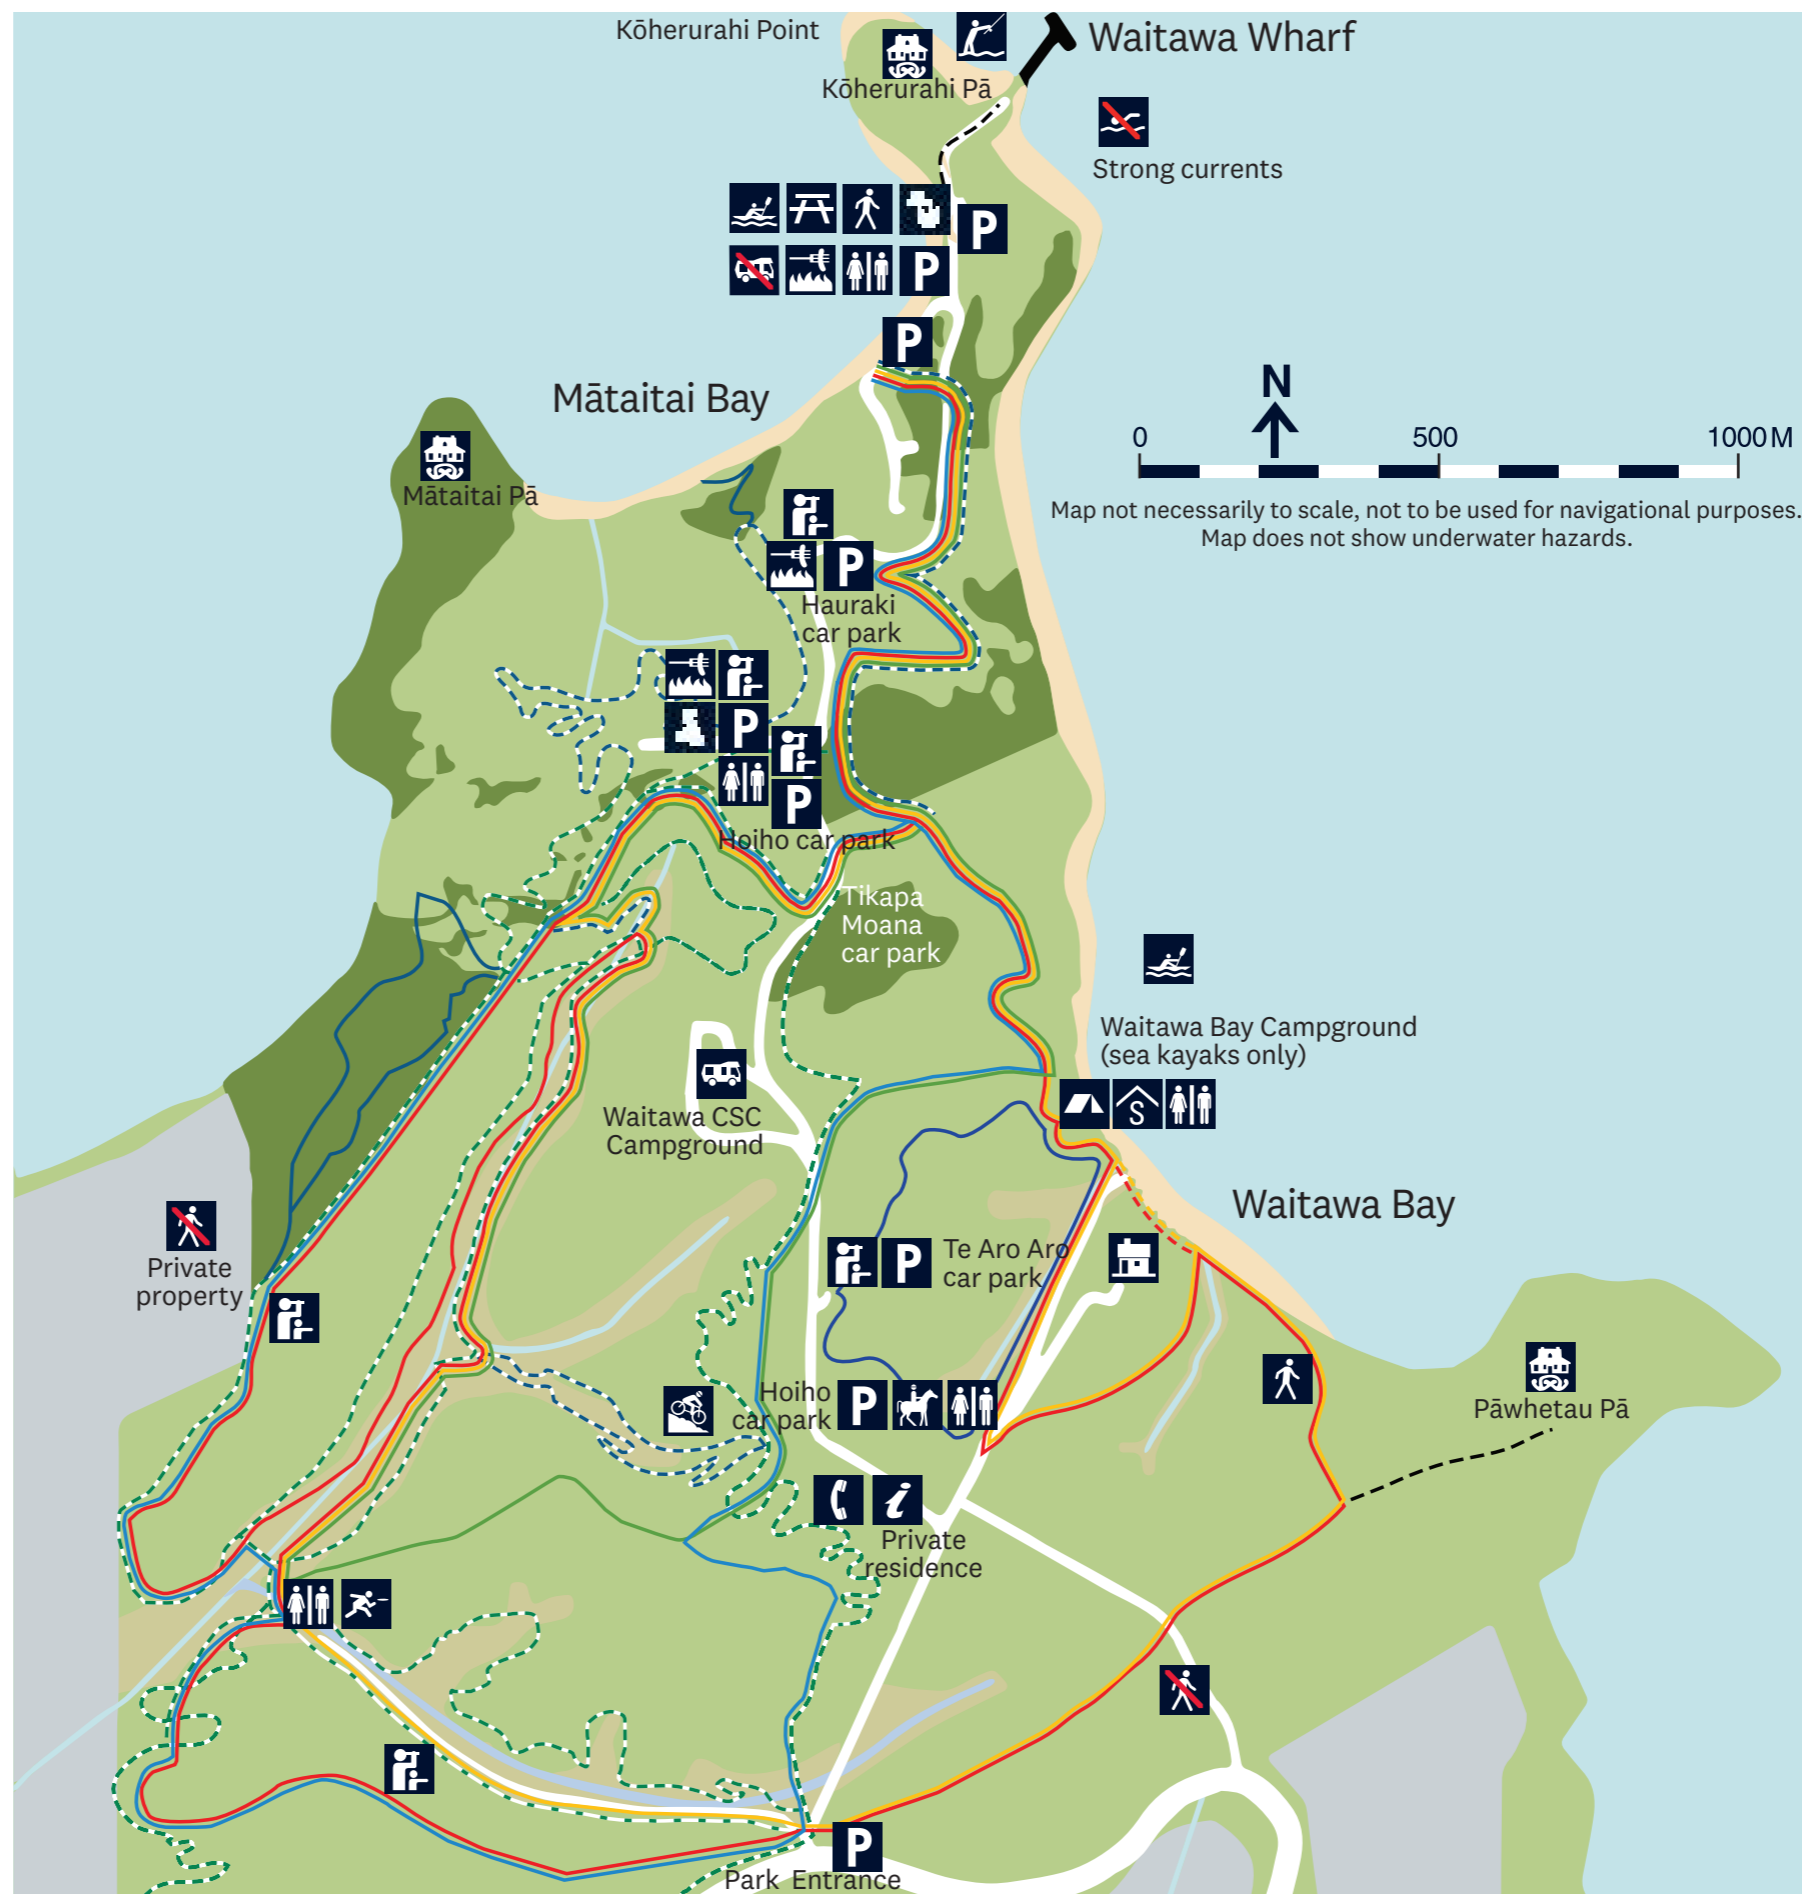 Kōherurahi Point
Waitawa Wharf
Kōherurahi Pā
Strong currents
P
P
P
Mātaitai Bay
N
0 500 1000M
Map not necessarily to scale, not to be used for navigational purposes.
Map does not show underwater hazards.
Mātaitai Pā
P
Hauraki
car park
P
P
Hoiho car park
Tikapa
Moana
car park
Waitawa Bay Campground
(sea kayaks only)
S
Waitawa CSC
Campground
Waitawa Bay
Private
property
P
Te Aro Aro
car park
Hoiho
car park
P
Pāwhetau Pā
i
Private
residence
P
Park Entrance